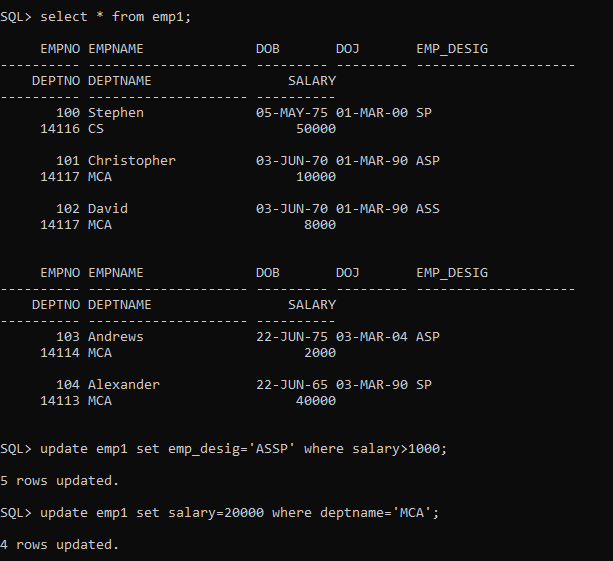 SQL> select * from emp1;
     EMPNO EMPNAME              DOB       DOJ       EMP_DESIG
---------- -------------------- --------- --------- --------------------
    DEPTNO DEPTNAME                 SALARY
---------- -------------------- ----------
       100 Stephen              05-MAY-75 01-MAR-00 SP
     14116 CS                        50000
       101 Christopher          03-JUN-70 01-MAR-90 ASP
     14117 MCA                       10000
       102 David                03-JUN-70 01-MAR-90 ASS
     14117 MCA                        8000
     EMPNO EMPNAME              DOB       DOJ       EMP_DESIG
---------- -------------------- --------- --------- --------------------
    DEPTNO DEPTNAME                 SALARY
---------- -------------------- ----------
       103 Andrews              22-JUN-75 03-MAR-04 ASP
     14114 MCA                        2000
       104 Alexander            22-JUN-65 03-MAR-90 SP
     14113 MCA                       40000
SQL> update emp1 set emp_desig='ASSP' where salary>1000;
5 rows updated.
SQL> update emp1 set salary=20000 where deptname='MCA';
4 rows updated.